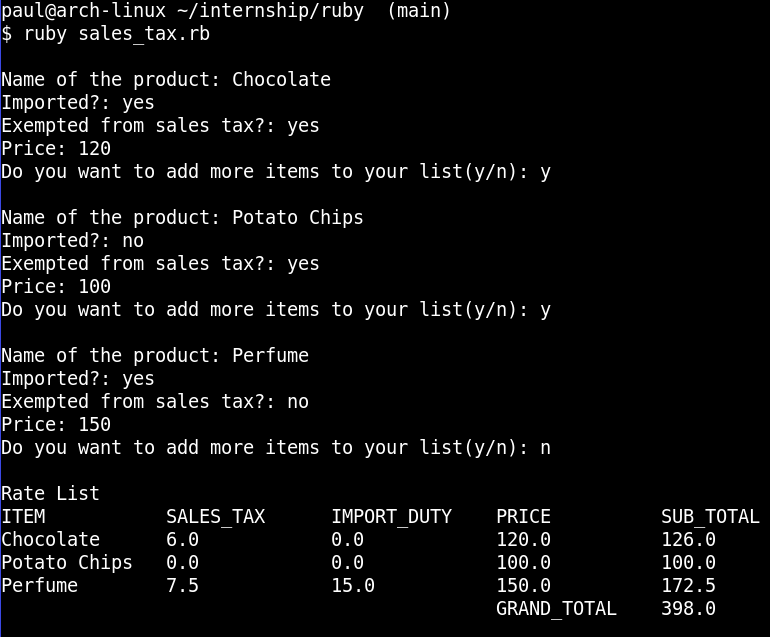 paul@arch-linux ~/internship/ruby  (main)
$ ruby sales_tax.rb

Name of the product: Chocolate
Imported?: yes
Exempted from sales tax?: yes
Price: 120
Do you want to add more items to your list(y/n): y

Name of the product: Potato Chips
Imported?: no
Exempted from sales tax?: yes
Price: 100
Do you want to add more items to your list(y/n): y

Name of the product: Perfume
Imported?: yes
Exempted from sales tax?: no
Price: 150
Do you want to add more items to your list(y/n): n

Rate List
ITEM           SALES_TAX      IMPORT_DUTY    PRICE          SUB_TOTAL
Chocolate      6.0            0.0            120.0          126.0
Potato Chips   0.0            0.0            100.0          100.0
Perfume        7.5            15.0           150.0          172.5
                                             GRAND_TOTAL    398.0